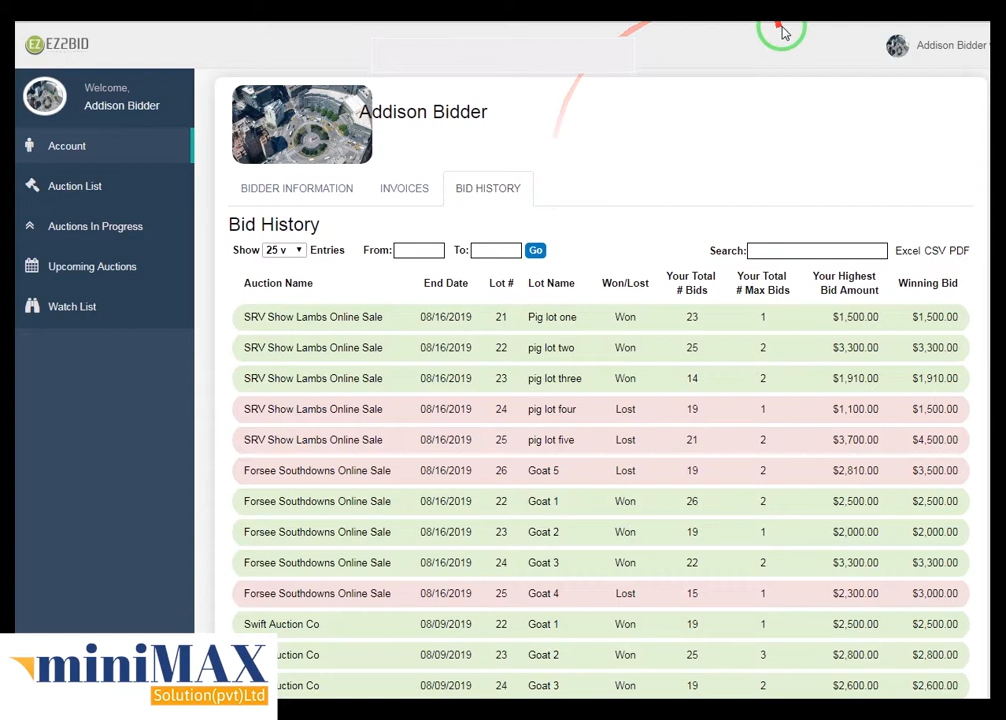 EZ EZ2BID
Addison Bidder
Welcome,
Addison Bidder
Account
Auction List
Auctions In Progress
Upcoming Auctions
Watch List
Addison Bidder
BIDDER INFORMATION INVOICES BID HISTORY
Bid History
Show 25 v Entries From: To: Go Search: Excel CSV PDF
Auction Name End Date Lot # Lot Name Won/Lost Your Total # Bids Your Total # Max Bids Your Highest Bid Amount Winning Bid
SRV Show Lambs Online Sale 08/16/2019 21 Pig lot one Won 23 1 $1,500.00 $1,500.00
SRV Show Lambs Online Sale 08/16/2019 22 pig lot two Won 25 2 $3,300.00 $3,300.00
SRV Show Lambs Online Sale 08/16/2019 23 pig lot three Won 14 2 $1,910.00 $1,910.00
SRV Show Lambs Online Sale 08/16/2019 24 pig lot four Lost 19 1 $1,100.00 $1,500.00
SRV Show Lambs Online Sale 08/16/2019 25 pig lot five Lost 21 2 $3,700.00 $4,500.00
Forsee Southdowns Online Sale 08/16/2019 26 Goat 5 Lost 19 2 $2,810.00 $3,500.00
Forsee Southdowns Online Sale 08/16/2019 22 Goat 1 Won 26 2 $2,500.00 $2,500.00
Forsee Southdowns Online Sale 08/16/2019 23 Goat 2 Won 19 1 $2,000.00 $2,000.00
Forsee Southdowns Online Sale 08/16/2019 24 Goat 3 Won 22 2 $3,300.00 $3,300.00
Forsee Southdowns Online Sale 08/16/2019 25 Goat 4 Lost 15 1 $2,300.00 $3,000.00
Swift Auction Co 08/09/2019 22 Goat 1 Won 19 1 $2,500.00 $2,500.00
Co 08/09/2019 23 Goat 2 Won 25 3 $2,800.00 $2,800.00
Co 08/09/2019 24 Goat 3 Won 19 2 $2,600.00 $2,600.00
miniMAX
Solution(pvt)Ltd